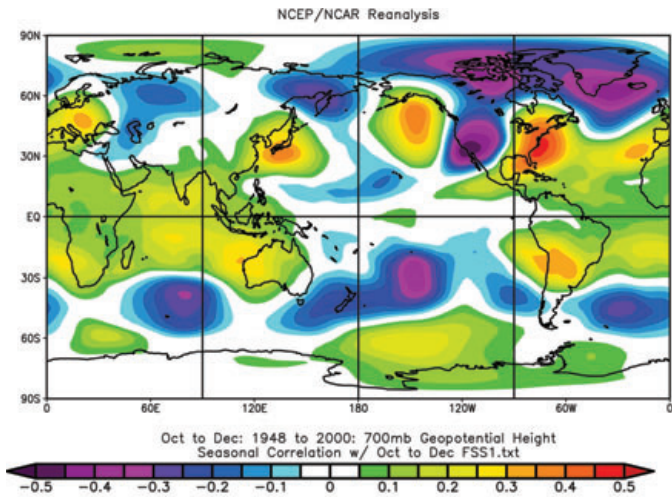 NCEP/NCAR Reanalysis
90N
60N
30N
EQ
30S
60S
90S
0 60E 120E 180 120W 60W 0
Oct to Dec: 1948 to 2000: 700mb Geopotential Height
Seasonal Correlation w/ Oct to Dec FSS1.txt
-0.5 -0.4 -0.3 -0.2 -0.1 0 0.1 0.2 0.3 0.4 0.5